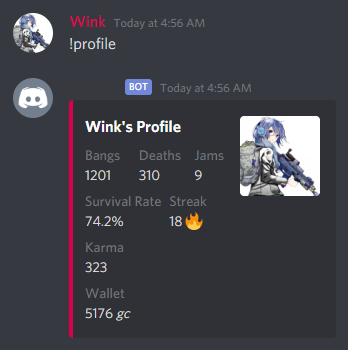 Wink Today at 4:56 AM
!profile
BOT Today at 4:56 AM
Wink's Profile
Bangs Deaths Jams
1201 310 9
Survival Rate Streak
74.2% 18🔥
Karma
323
Wallet
5176 gc